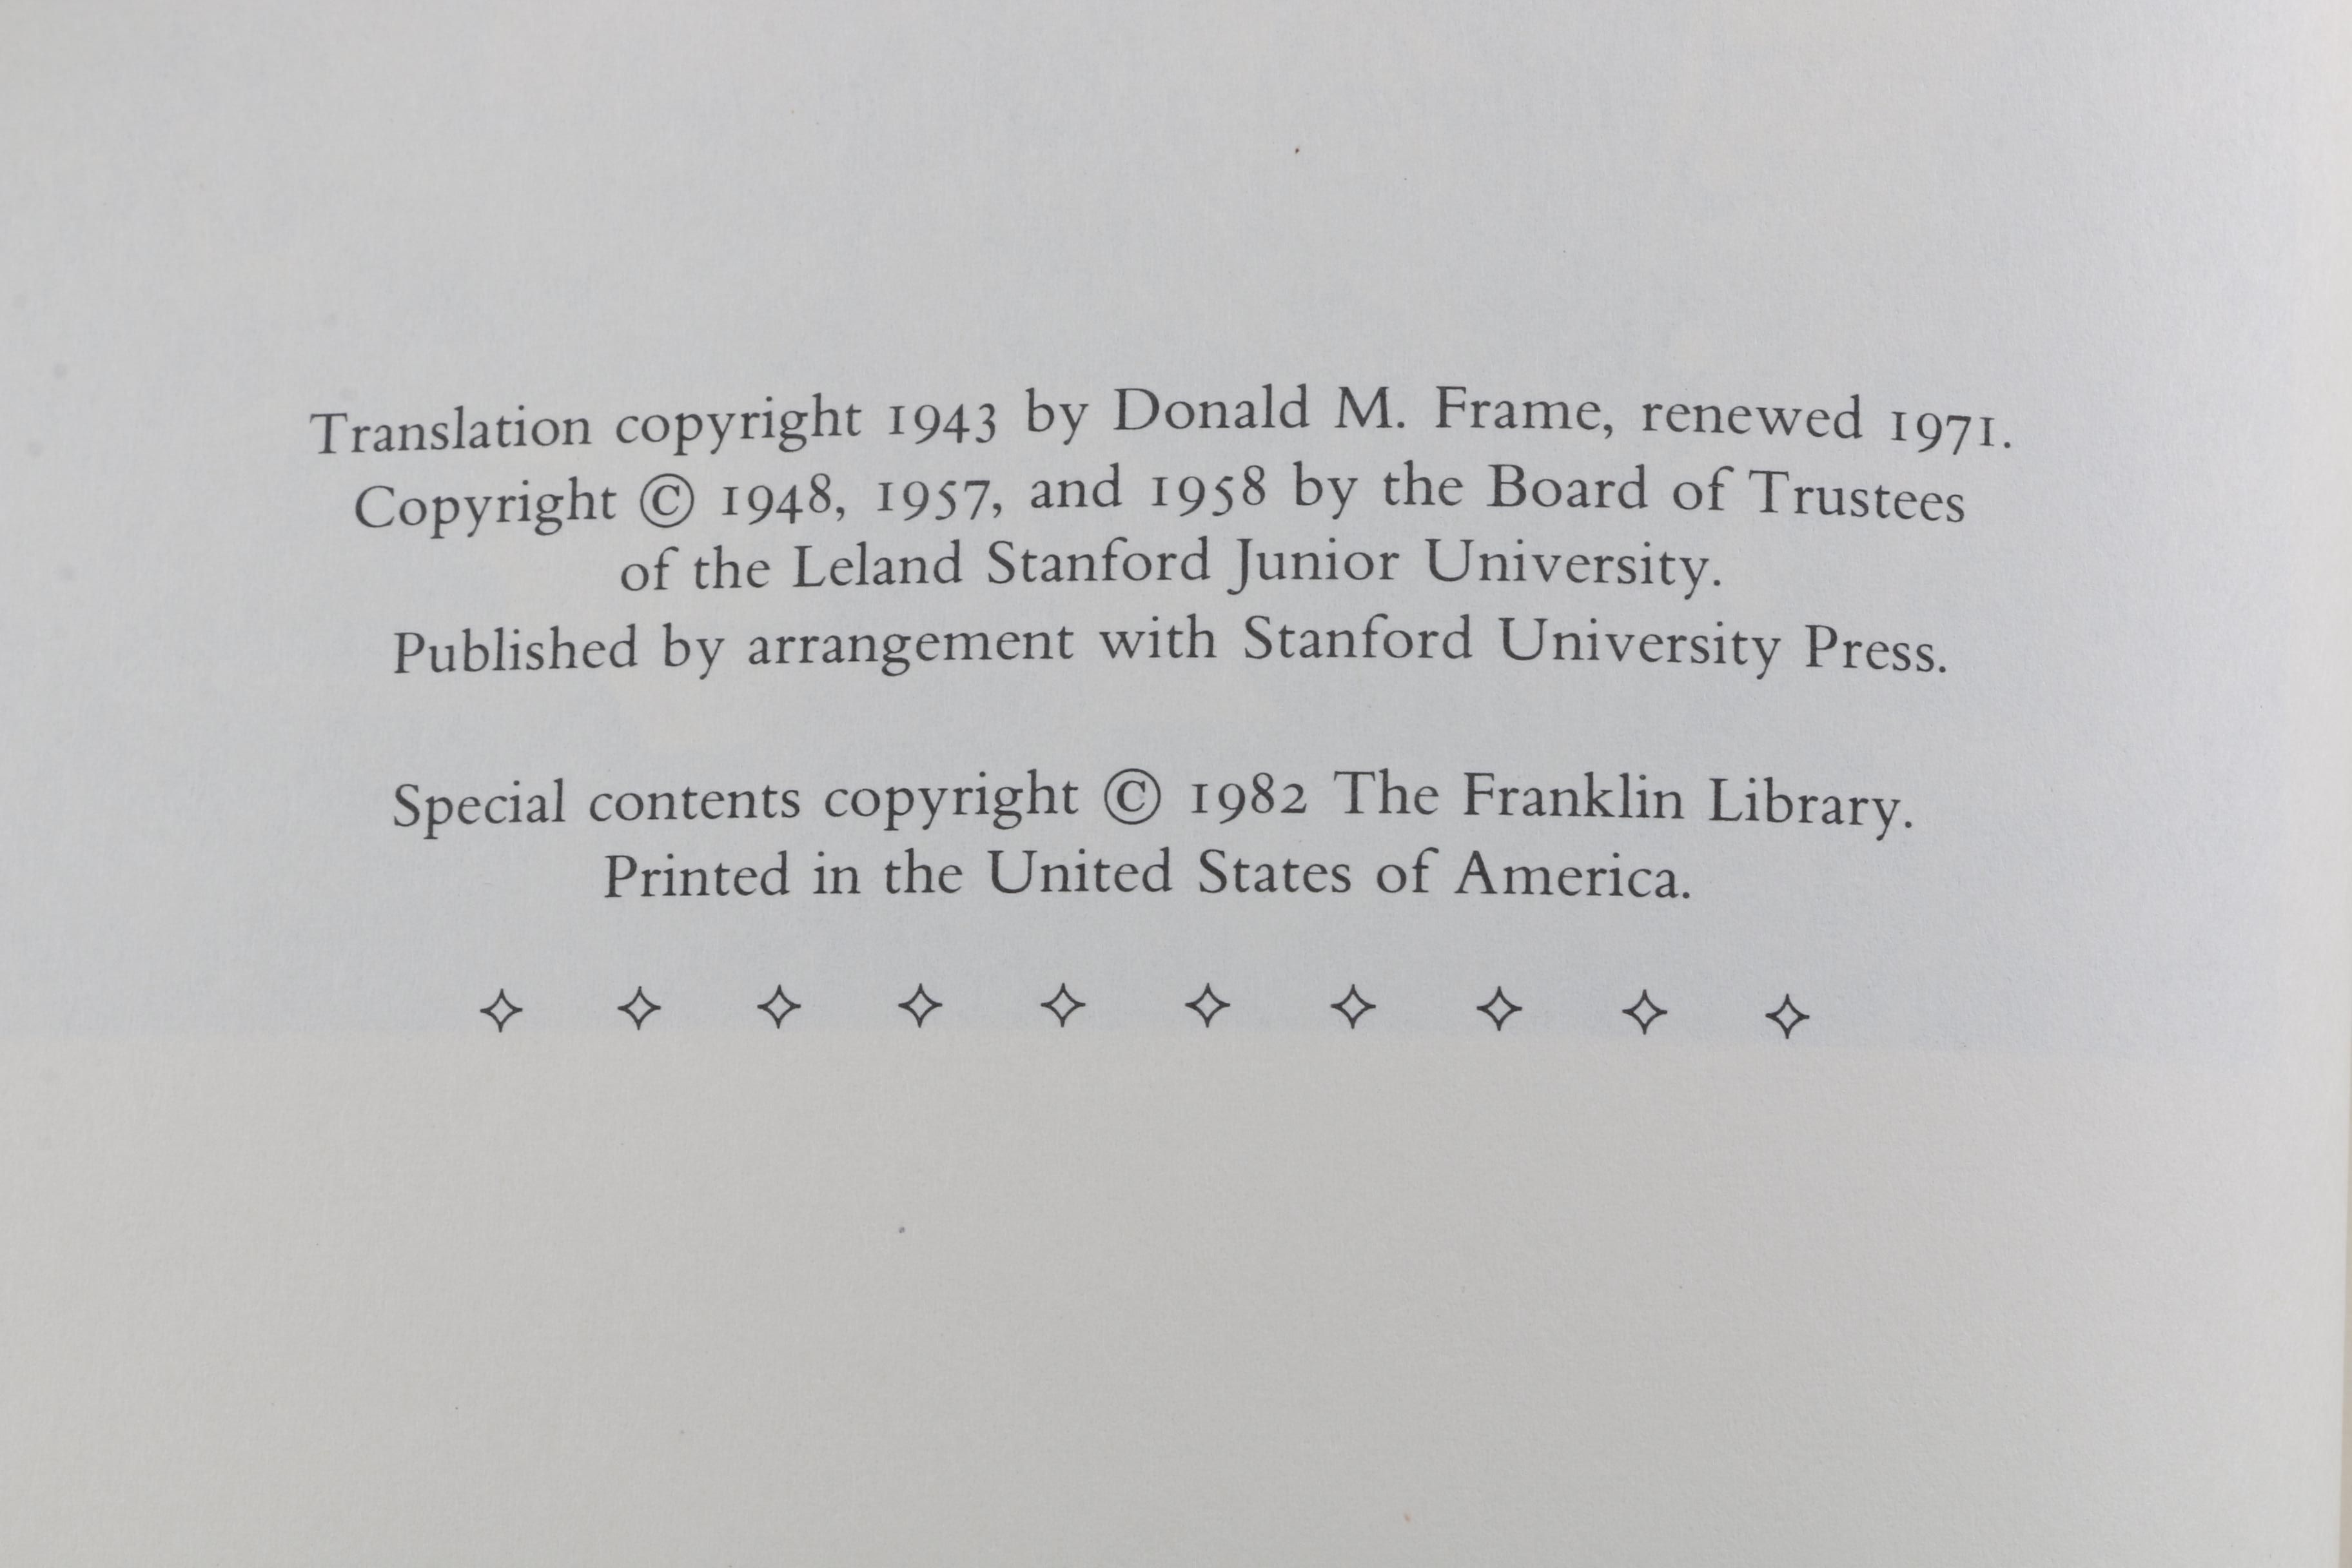 Translation copyright 1943 by Donald M. Frame, renewed 1971.
Copyright © 1948, 1957, and 1958 by the Board of Trustees
of the Leland Stanford Junior University.
Published by arrangement with Stanford University Press.
Special contents copyright © 1982 The Franklin Library.
Printed in the United States of America.